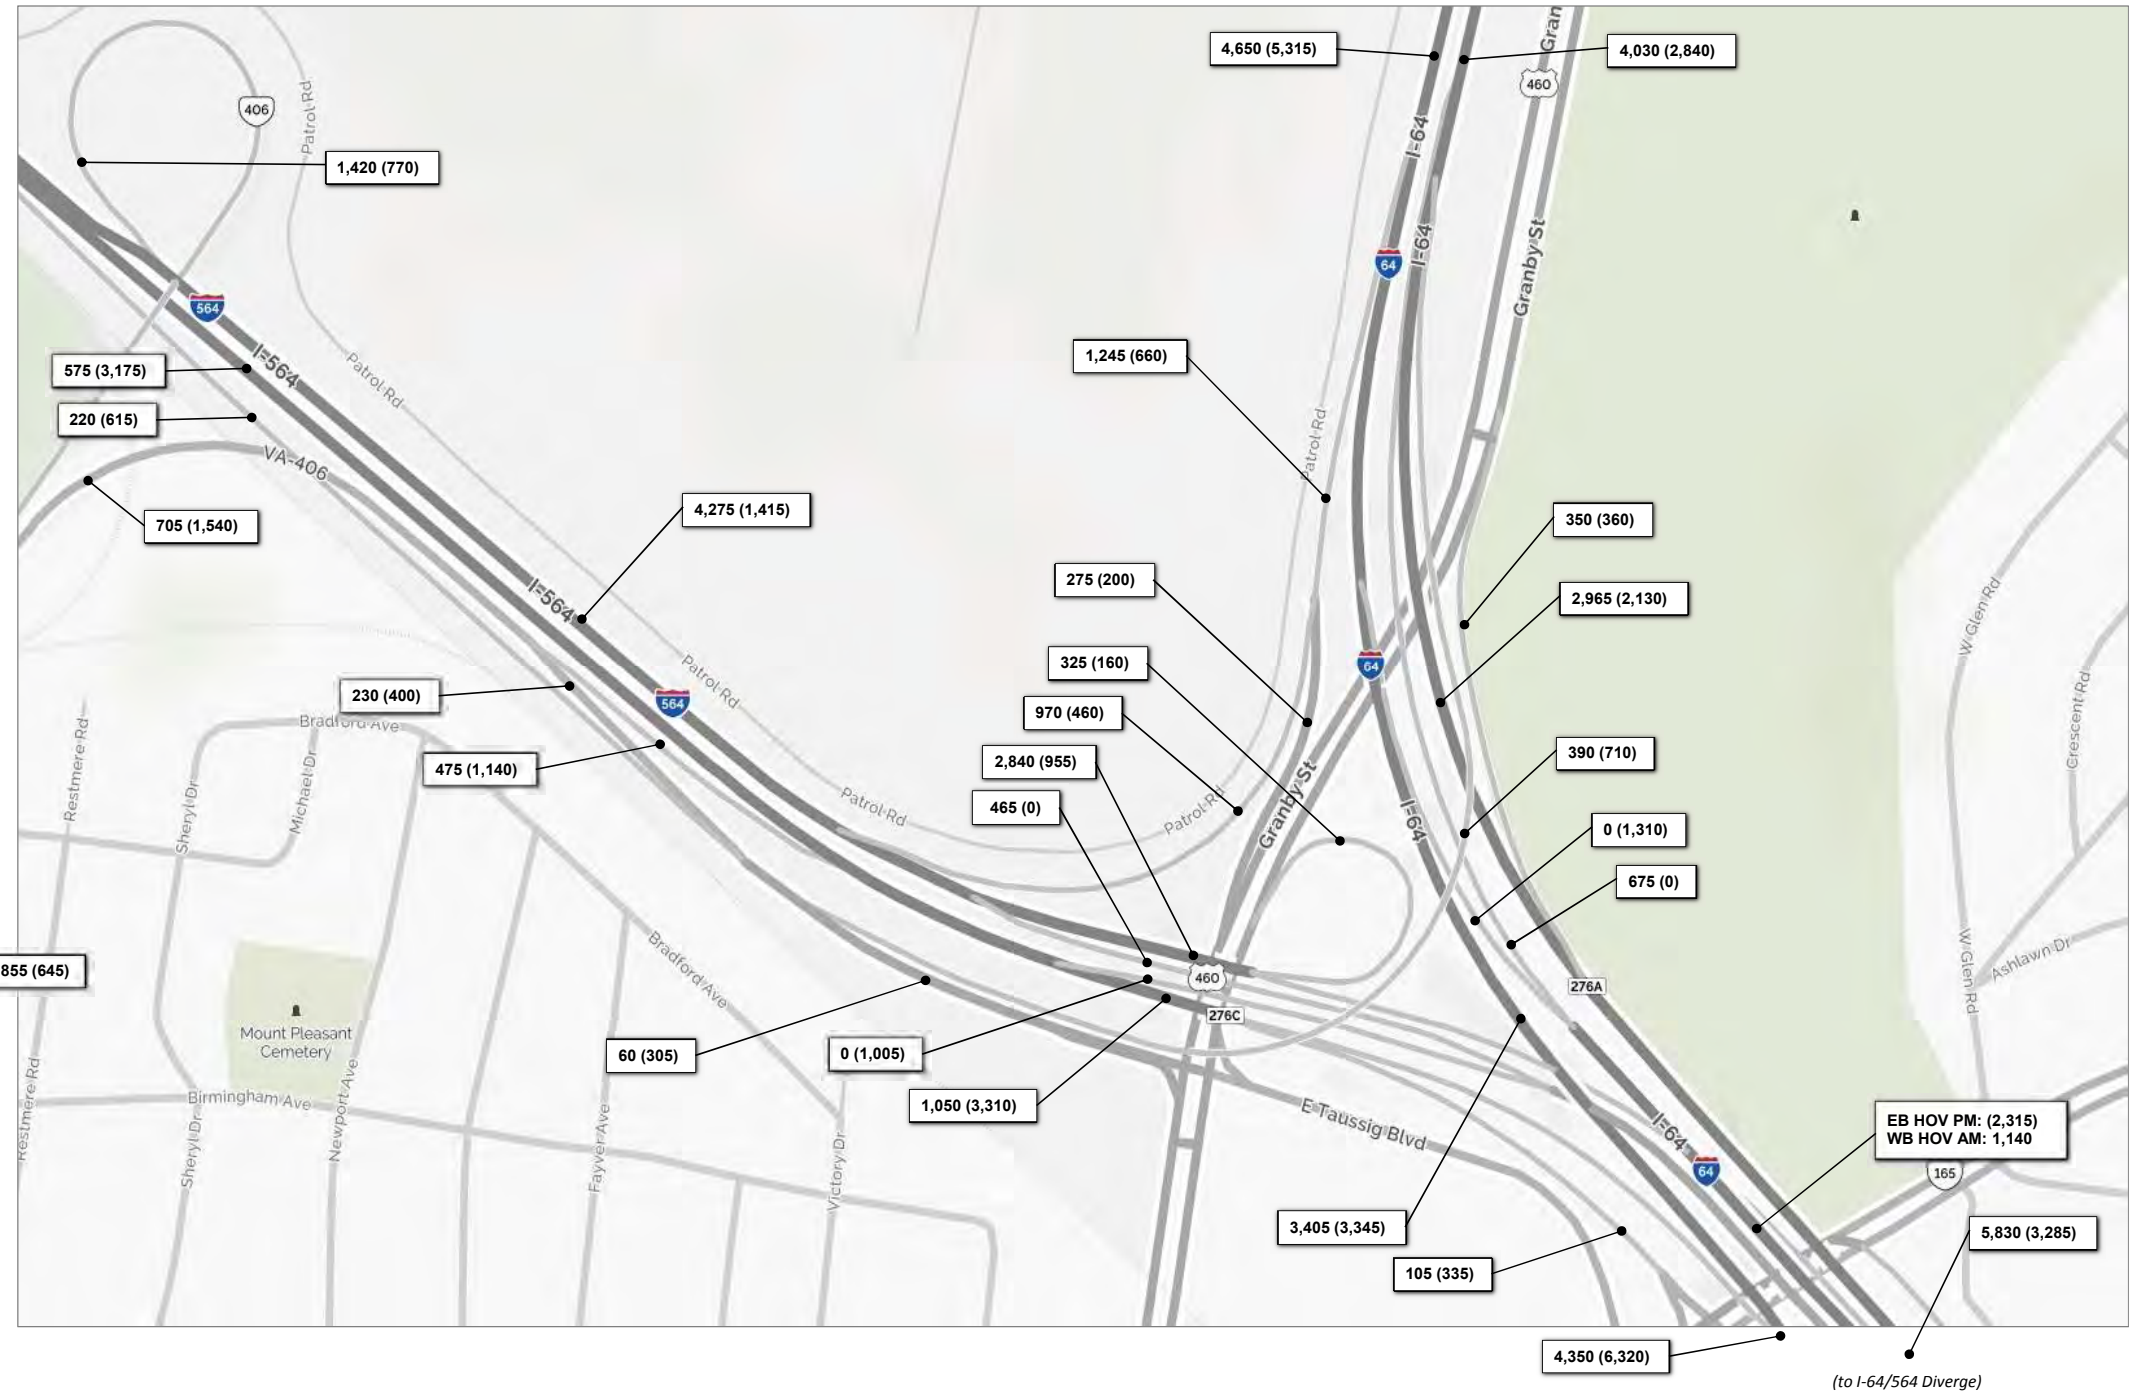 4,650 (5,315)
4,030 (2,840)
Gran
460
I-64
406
Patrol Rd
1,420 (770)
I-64
Granby St
64
564
I-564
575 (3,175)
1,245 (660)
Patrol Rd
220 (615)
VA-406
Patrol Rd
705 (1,540)
4,275 (1,415)
350 (360)
I-564
275 (200)
2,965 (2,130)
W Glen Rd
325 (160)
64
Patrol Rd
230 (400)
564
970 (460)
Crescent Rd
Bradford Ave
Restmere Rd
Michael Dr
Sheryl Dr
475 (1,140)
2,840 (955)
390 (710)
465 (0)
Patrol Rd
Patrol Rd
Granby St
I-64
0 (1,310)
675 (0)
855 (645)
Bradford Ave
460
276A
W Glen Rd
Ashlawn Dr
276C
Mount Pleasant
Cemetery
60 (305)
0 (1,005)
1,050 (3,310)
Birmingham Ave
Restmere Rd
Sheryl Dr
Newport Ave
Fayver Ave
Victory Dr
E Taussig Blvd
I-64
64
EB HOV PM: (2,315)
WB HOV AM: 1,140
165
3,405 (3,345)
5,830 (3,285)
105 (335)
4,350 (6,320)
(to I-64/564 Diverge)